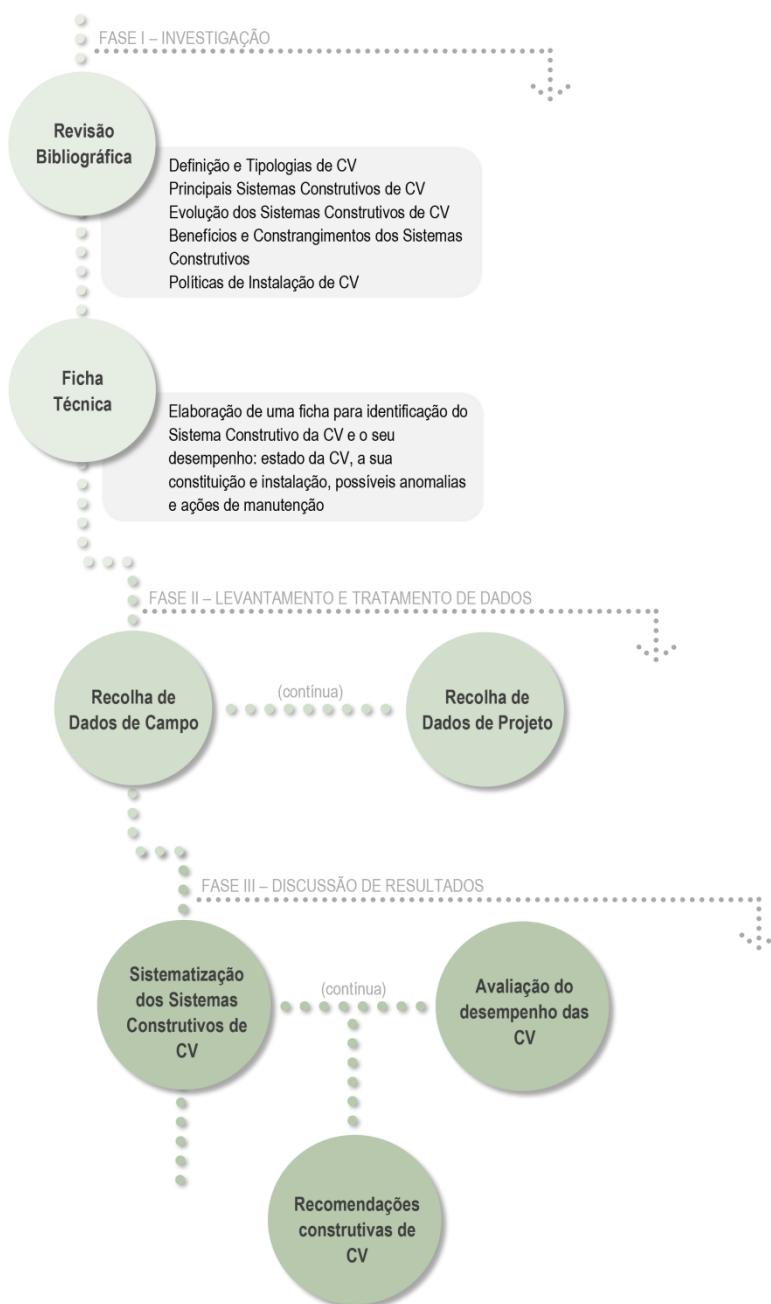 FASE I – INVESTIGAÇÃO
Revisão
Bibliográfica
Definição e Tipologias de CV
Principais Sistemas Construtivos de CV
Evolução dos Sistemas Construtivos de CV
Benefícios e Constrangimentos dos Sistemas
Construtivos
Políticas de Instalação de CV
Ficha
Técnica
Elaboração de uma ficha para identificação do
Sistema Construtivo da CV e o seu
desempenho: estado da CV, a sua
constituição e instalação, possíveis anomalias
e ações de manutenção
FASE II – LEVANTAMENTO E TRATAMENTO DE DADOS
Recolha de
Dados de Campo
(contínua)
Recolha de
Dados de Projeto
FASE III – DISCUSSÃO DE RESULTADOS
Sistematização
dos Sistemas
Construtivos de
CV
(contínua)
Avaliação do
desempenho das
CV
Recomendações
construtivas de
CV